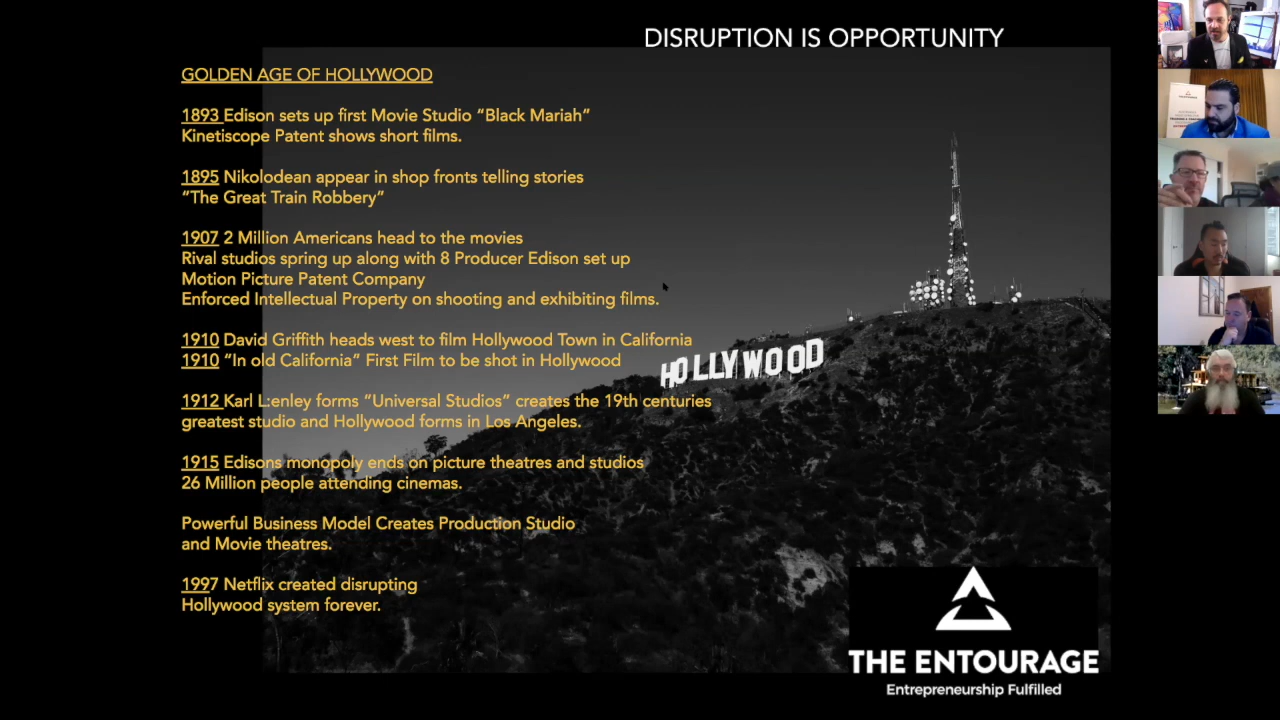 DISRUPTION IS OPPORTUNITY
GOLDEN AGE OF HOLLYWOOD
1893 Edison sets up first Movie Studio “Black Mariah”
Kinetiscope Patent shows short films.
1895 Nikolodean appear in shop fronts telling stories
“The Great Train Robbery”
1907 2 Million Americans head to the movies
Rival studios spring up along with 8 Producer Edison set up
Motion Picture Patent Company
Enforced Intellectual Property on shooting and exhibiting films.
1910 David Griffith heads west to film Hollywood Town in California
1910 “In old California” First Film to be shot in Hollywood
1912 Karl L:enley forms “Universal Studios” creates the 19th centuries
greatest studio and Hollywood forms in Los Angeles.
1915 Edisons monopoly ends on picture theatres and studios
26 Million people attending cinemas.
Powerful Business Model Creates Production Studio
and Movie theatres.
1997 Netflix created disrupting
Hollywood system forever.
HOLLYWOOD
THE ENTOURAGE
Entrepreneurship Fulfilled